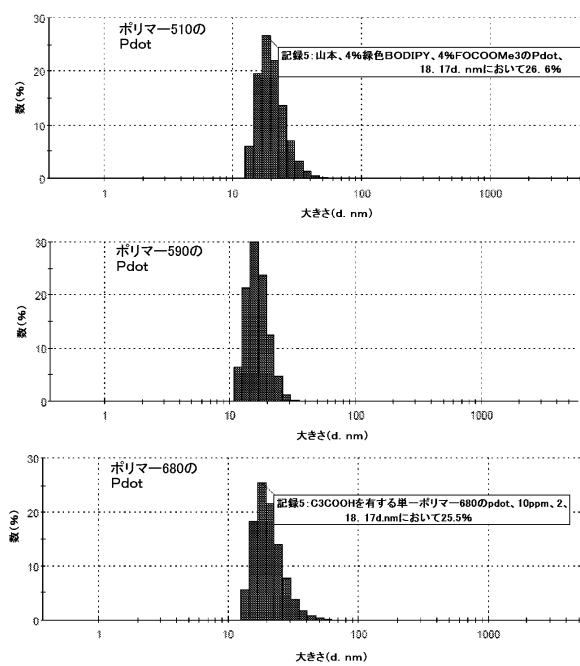 ポリマー510の
Pdot
記録5:山本、4%緑色BODIPY、4%FOCOOMe3のPdot、
18. 17d. nmにおいて26. 6%
数(%)
30
20
10
0
1
10
100
1000
大きさ(d. nm)
ポリマー590の
Pdot
数(%)
30
20
10
0
1
10
100
1000
大きさ(d. nm)
ポリマー680の
Pdot
記録5:C3COOHを有する単一ポリマー680のpdot、10ppm、2、
18. 17d.nmにおいて25.5%
数(%)
30
20
10
0
1
10
100
1000
大きさ(d. nm)